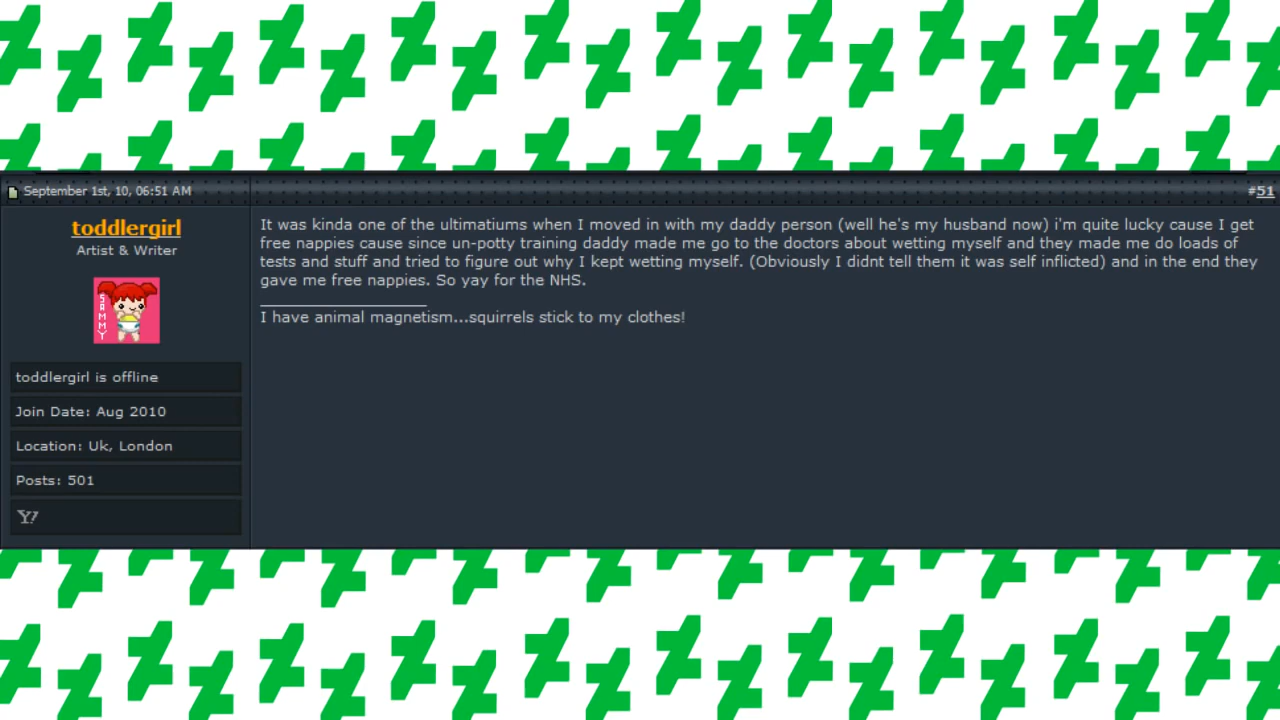 September 1st, 10, 06:51 AM
#51
toddlergirl
Artist & Writer
SAMMY
toddlergirl is offline
Join Date: Aug 2010
Location: Uk, London
Posts: 501
Y!
It was kinda one of the ultimatiums when I moved in with my daddy person (well he's my husband now) i'm quite lucky cause I get
free nappies cause since un-potty training daddy made me go to the doctors about wetting myself and they made me do loads of
tests and stuff and tried to figure out why I kept wetting myself. (Obviously I didnt tell them it was self inflicted) and in the end they
gave me free nappies. So yay for the NHS.
I have animal magnetism...squirrels stick to my clothes!